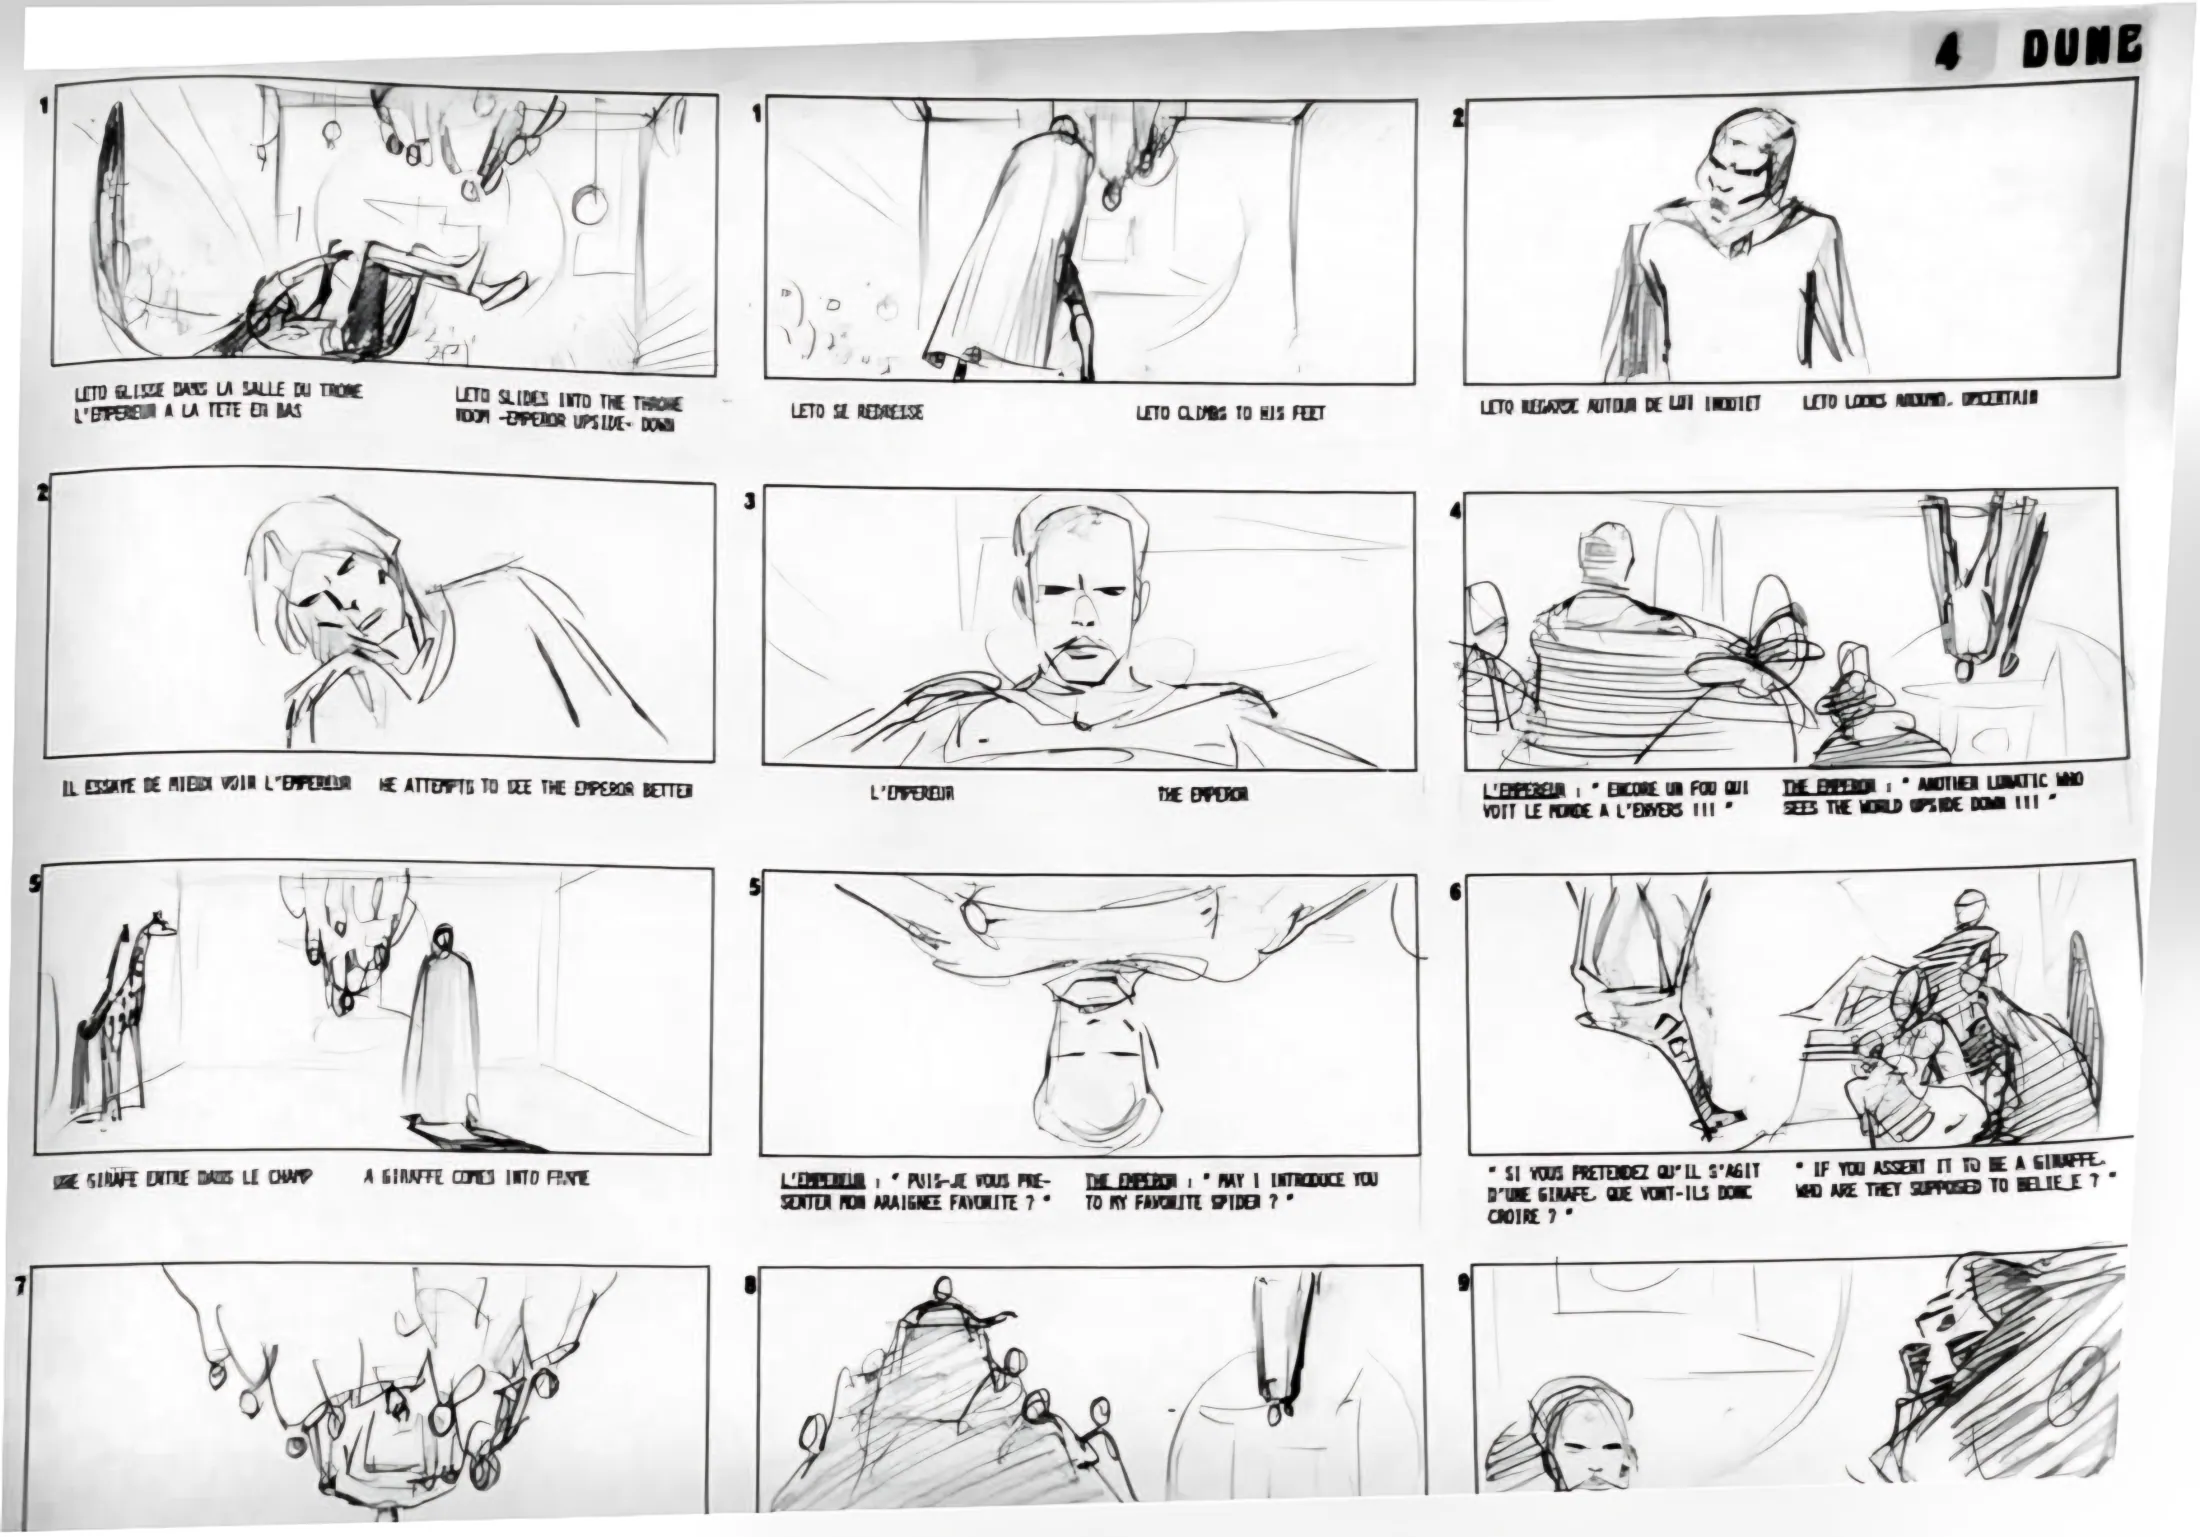 4 DUNE
1
1
2
LETO GLISSE DANS LA SALLE DU TRONE
L'EMPEREUR A LA TETE EN BAS
LETO SLIDES INTO THE THRONE
ROOM -EMPEROR UPSIDE- DOWN
LETO SE REDRESSE
LETO CLIMBS TO HIS FEET
LETO REGARDE AUTOUR DE LUI INQUIET
LETO LOOKS AROUND, UNCERTAIN
2
3
4
IL ESSAYE DE MIEUX VOIR L'EMPEREUR
HE ATTEMPTS TO SEE THE EMPEROR BETTER
L'EMPEREUR
THE EMPEROR
L'EMPEREUR : " ENCORE UN FOU QUI
VOIT LE MONDE A L'ENVERS !!! "
THE EMPEROR : " ANOTHER LUNATIC WHO
SEES THE WORLD UPSIDE DOWN !!! "
5
5
6
UNE GIRAFE ENTRE DANS LE CHAMP
A GIRAFFE COMES INTO FRAME
L'EMPEREUR : " PUIS-JE VOUS PRE-
SENTER MON ARAIGNEE FAVORITE ? "
THE EMPEROR : " MAY I INTRODUCE YOU
TO MY FAVORITE SPIDER ? "
" SI VOUS PRETENDEZ QU'IL S'AGIT
D'UNE GIRAFE, QUE VONT-ILS DONC
CROIRE ? "
" IF YOU ASSERT IT TO BE A GIRAFFE,
WHO ARE THEY SUPPOSED TO ? "
7
8
9